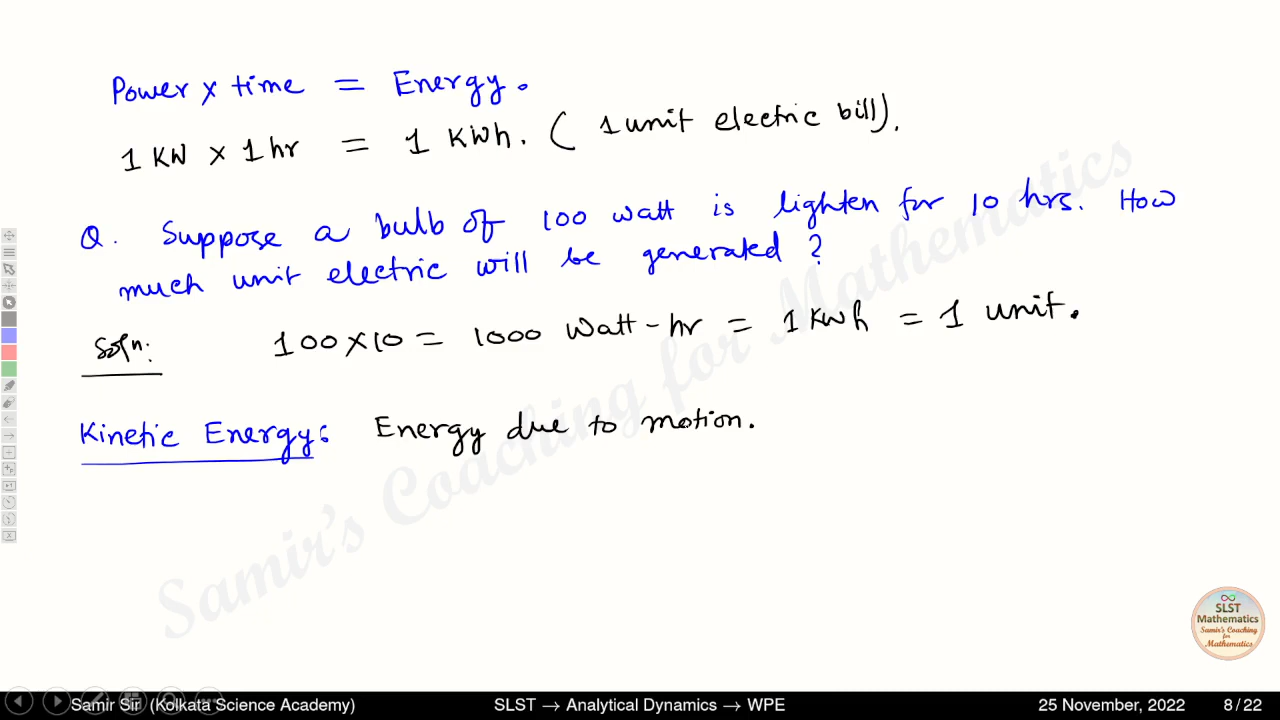 Power x time = Energy.
1 KW x 1 hr = 1 KWh. ( 1 unit electric bill).
Q. Suppose a bulb of 100 watt is lighten for 10 hrs. How
much unit electric will be generated ?
Soln: 100 x 10 = 1000 Watt-hr = 1 KWh = 1 unit.
Kinetic Energy: Energy due to motion.
Samir's Coaching for Mathematics
SLST
Mathematics
Samir's Coaching
for
Mathematics
Samir Sir (Kolkata Science Academy) SLST → Analytical Dynamics → WPE 25 November, 2022 8 / 22